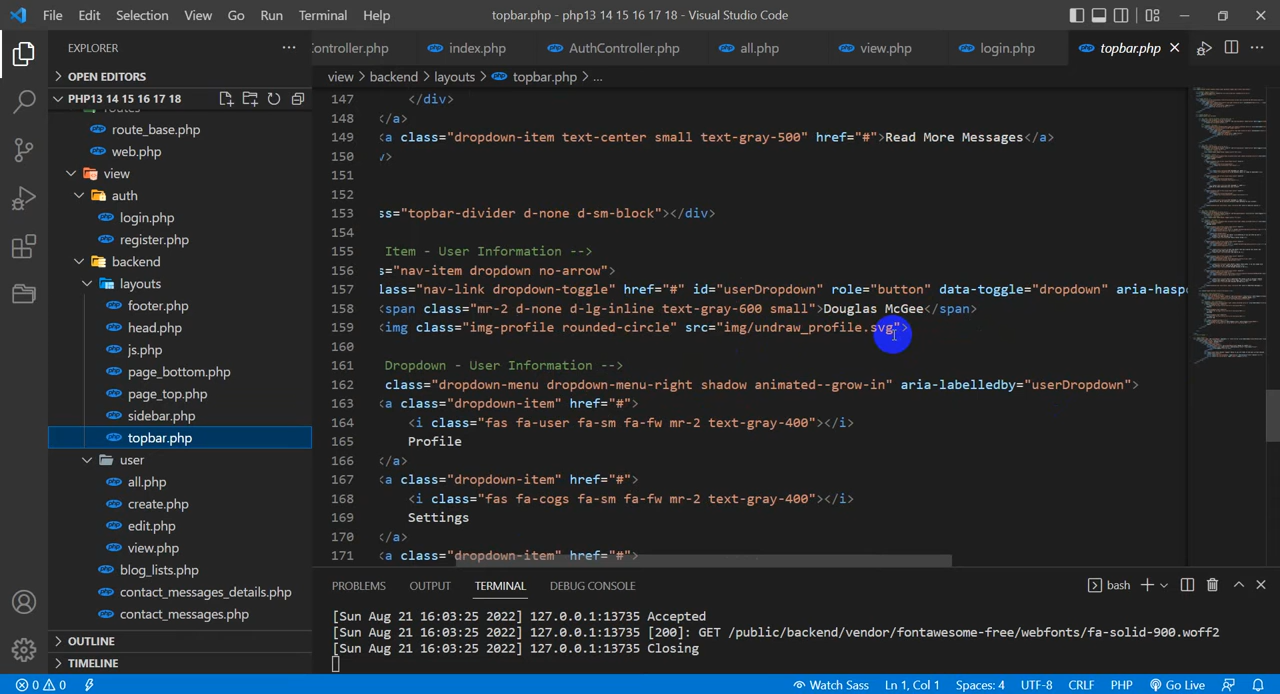 File Edit Selection View Go Run Terminal Help topbar.php - php13 14 15 16 17 18 - Visual Studio Code
EXPLORER
Controller.php index.php AuthController.php all.php view.php login.php topbar.php
OPEN EDITORS
view > backend > layouts > topbar.php > ...
PHP13 14 15 16 17 18
routes
route_base.php
web.php
view
auth
login.php
register.php
backend
layouts
footer.php
head.php
js.php
page_bottom.php
page_top.php
sidebar.php
topbar.php
user
all.php
create.php
edit.php
view.php
blog_lists.php
contact_messages_details.php
contact_messages.php
OUTLINE
TIMELINE
147 </div>
148 </a>
149 <a class="dropdown-item text-center small text-gray-500" href="#">Read More Messages</a>
150 v>
151
152
153 ss="topbar-divider d-none d-sm-block"></div>
154
155 Item - User Information -->
156 s="nav-item dropdown no-arrow">
157 lass="nav-link dropdown-toggle" href="#" id="userDropdown" role="button" data-toggle="dropdown" aria-haspo
158 <span class="mr-2 d-none d-lg-inline text-gray-600 small">Douglas McGee</span>
159 <img class="img-profile rounded-circle" src="img/undraw_profile.svg">
160
161 Dropdown - User Information -->
162 class="dropdown-menu dropdown-menu-right shadow animated--grow-in" aria-labelledby="userDropdown">
163 <a class="dropdown-item" href="#">
164 <i class="fas fa-user fa-sm fa-fw mr-2 text-gray-400"></i>
165 Profile
166 </a>
167 <a class="dropdown-item" href="#">
168 <i class="fas fa-cogs fa-sm fa-fw mr-2 text-gray-400"></i>
169 Settings
170 </a>
171 <a class="dropdown-item" href="#">
PROBLEMS OUTPUT TERMINAL DEBUG CONSOLE bash
[Sun Aug 21 16:03:25 2022] 127.0.0.1:13735 Accepted
[Sun Aug 21 16:03:25 2022] 127.0.0.1:13735 [200]: GET /public/backend/vendor/fontawesome-free/webfonts/fa-solid-900.woff2
[Sun Aug 21 16:03:25 2022] 127.0.0.1:13735 Closing
0 0 Watch Sass Ln 1, Col 1 Spaces: 4 UTF-8 CRLF PHP Go Live